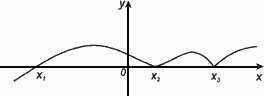 y
x₁ 0 x₂ x₃ x